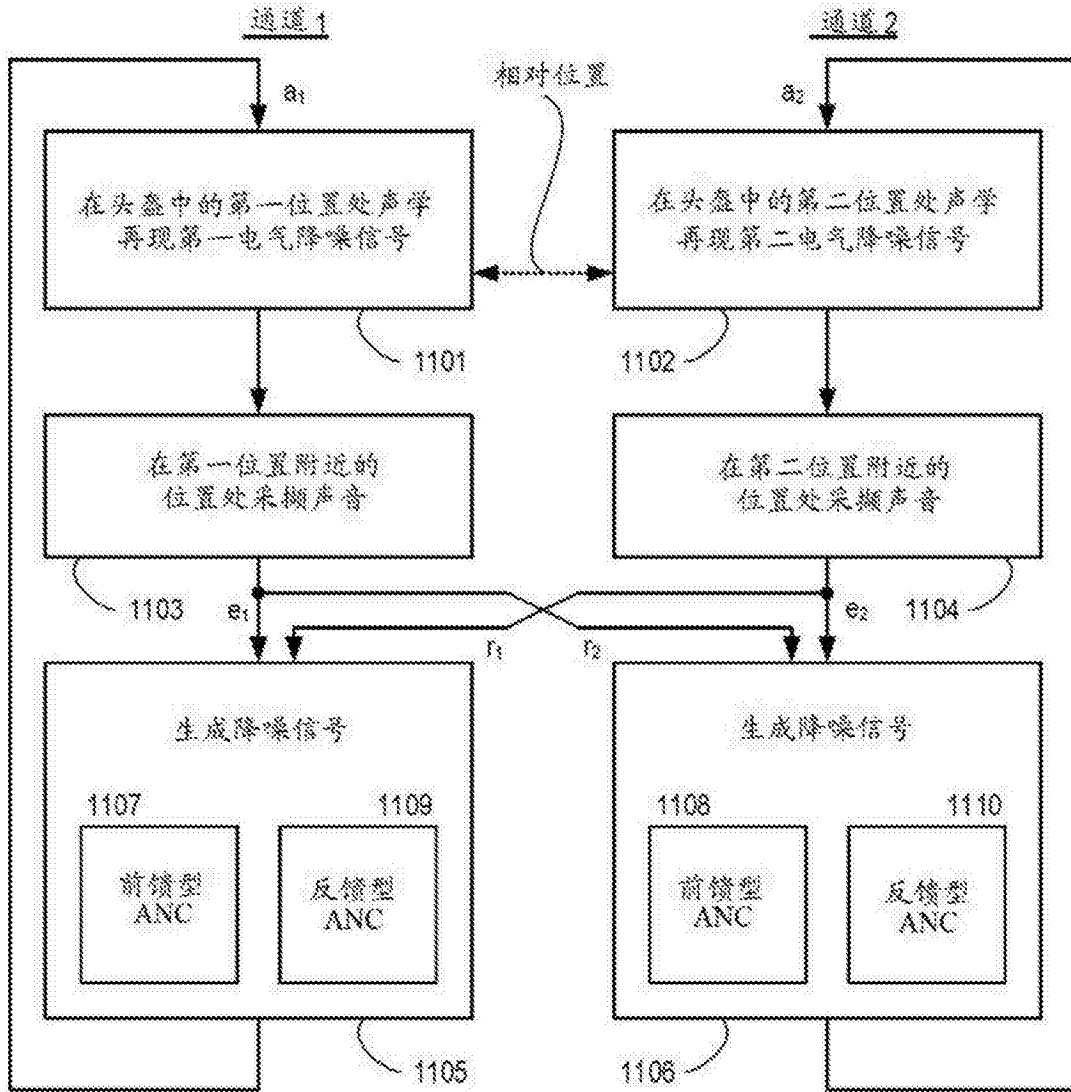 通道1
通道2
相对位置
a₁
a₂
在头盔中的第一位置处声学
再现第一电气降噪信号
在头盔中的第二位置处声学
再现第二电气降噪信号
1101
1102
在第一位置附近的
位置处采撷声音
在第二位置附近的
位置处采撷声音
1103
e₁
r₁
r₂
e₂
1104
生成降噪信号
1107
1109
前馈型
ANC
反馈型
ANC
生成降噪信号
1108
1110
前馈型
ANC
反馈型
ANC
1105
1106